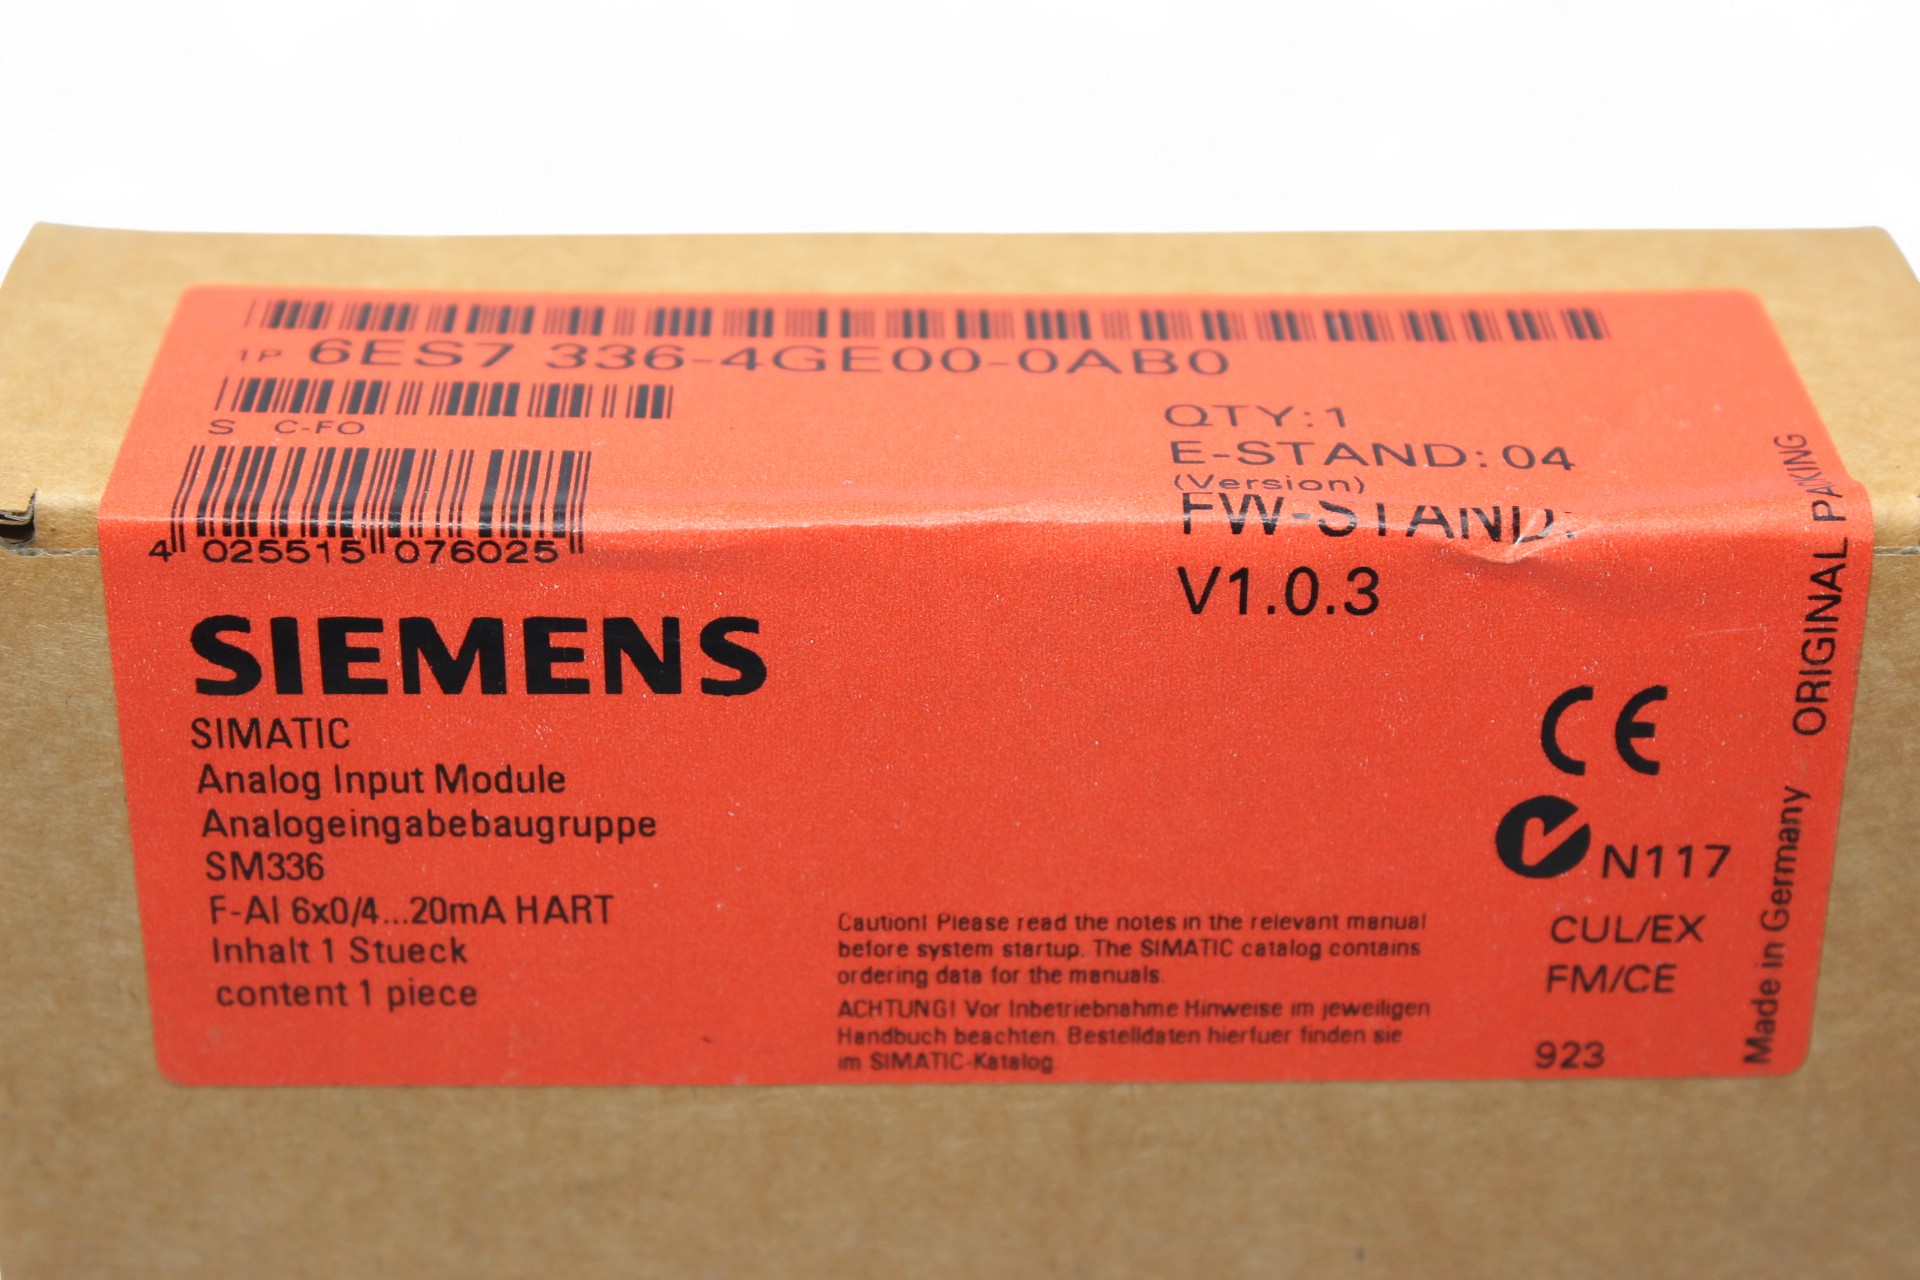 1P 6ES7 336-4GE00-0AB0
S C-FO
QTY:1
E-STAND:04
(Version)
FW-STAND:
V1.0.3
4 025515 076025
SIEMENS
SIMATIC
Analog Input Module
Analogeingabebaugruppe
SM336
F-AI 6x0/4...20mA HART
Inhalt 1 Stueck
content 1 piece
Caution! Please read the notes in the relevant manual
before system startup. The SIMATIC catalog contains
ordering data for the manuals.
ACHTUNG! Vor Inbetriebnahme Hinweise im jeweiligen
Handbuch beachten. Bestelldaten hierfuer finden sie
im SIMATIC-Katalog.
CE
N117
CUL/EX
FM/CE
923
Made in Germany ORIGINAL PAKING